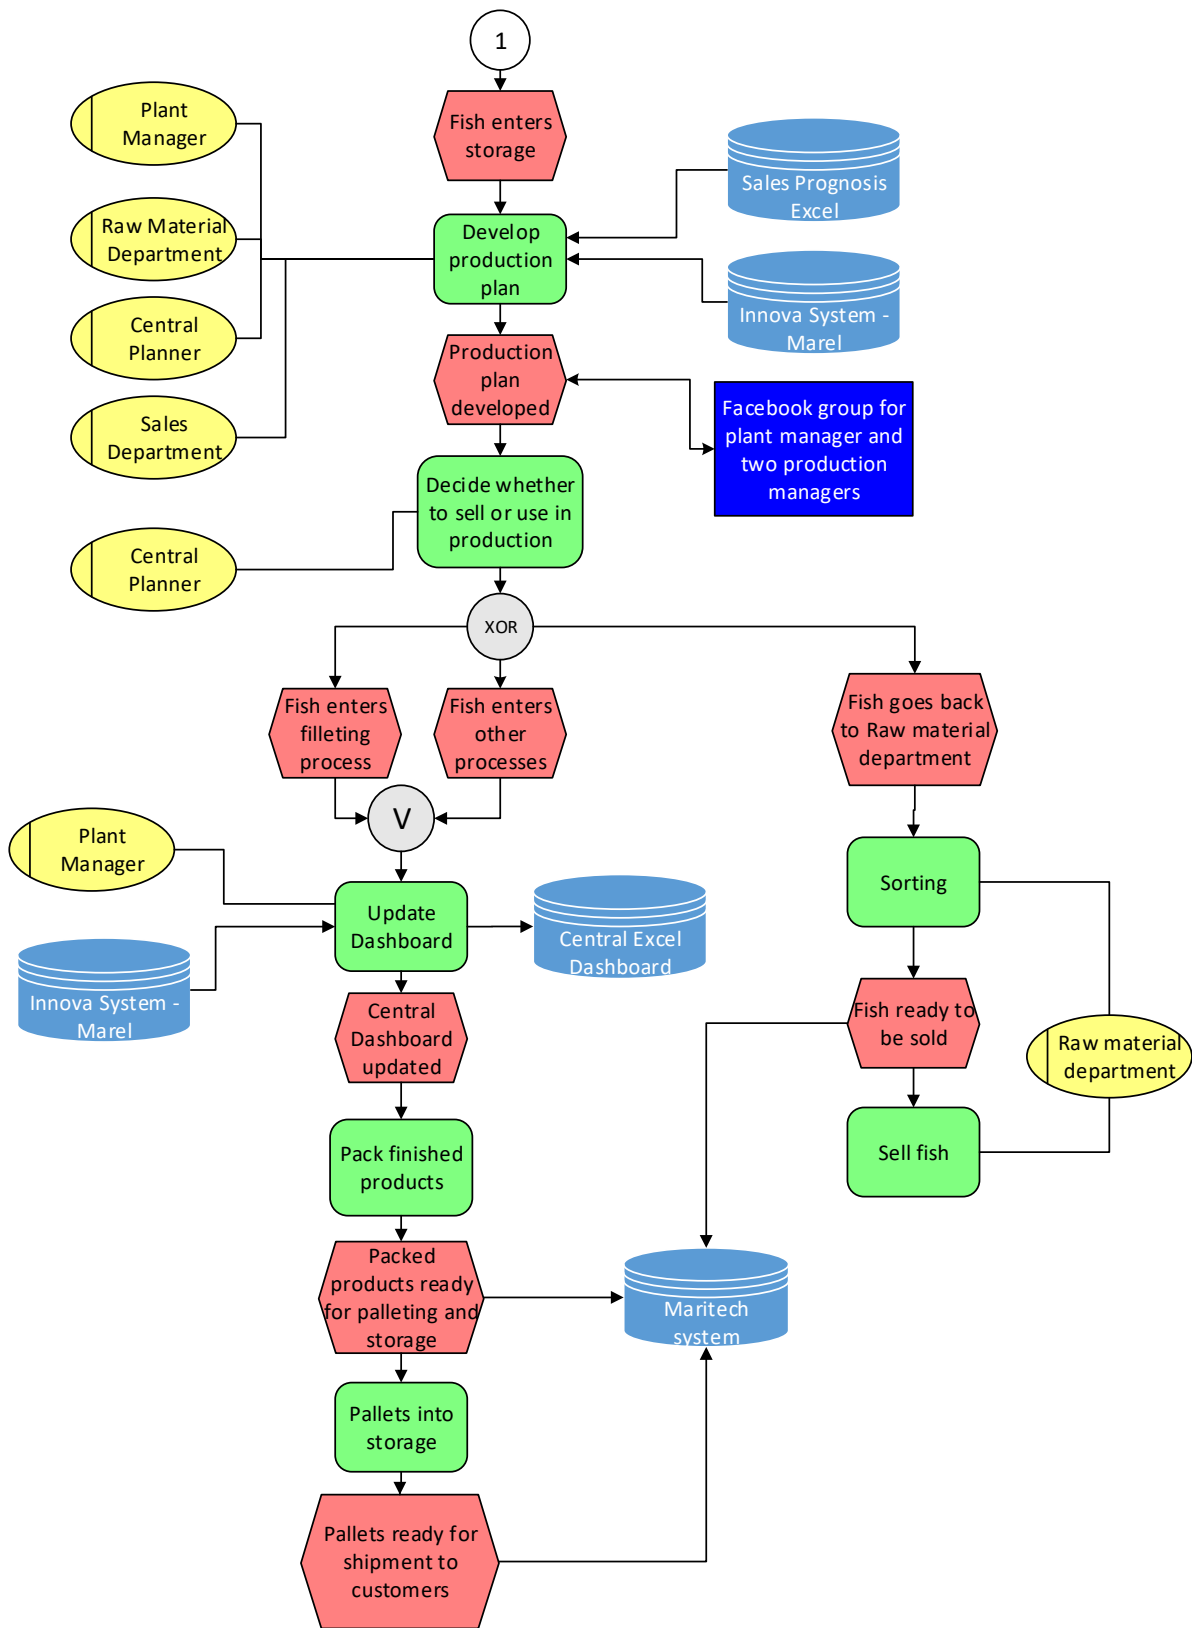 1
Fish enters
storage
Plant
Manager
Sales Prognosis
Excel
Raw Material
Department
Develop
production
plan
Innova System -
Marel
Central
Planner
Production
plan
developed
Sales
Department
Facebook group for
plant manager and
two production
managers
Decide whether
to sell or use in
production
Central
Planner
XOR
Fish enters
filleting
process
Fish enters
other
processes
Fish goes back
to Raw material
department
V
Plant
Manager
Sorting
Update
Dashboard
Central Excel
Dashboard
Innova System -
Marel
Central
Dashboard
updated
Fish ready to
be sold
Raw material
department
Pack finished
products
Sell fish
Packed
products ready
for palleting and
storage
Maritech
system
Pallets into
storage
Pallets ready for
shipment to
customers